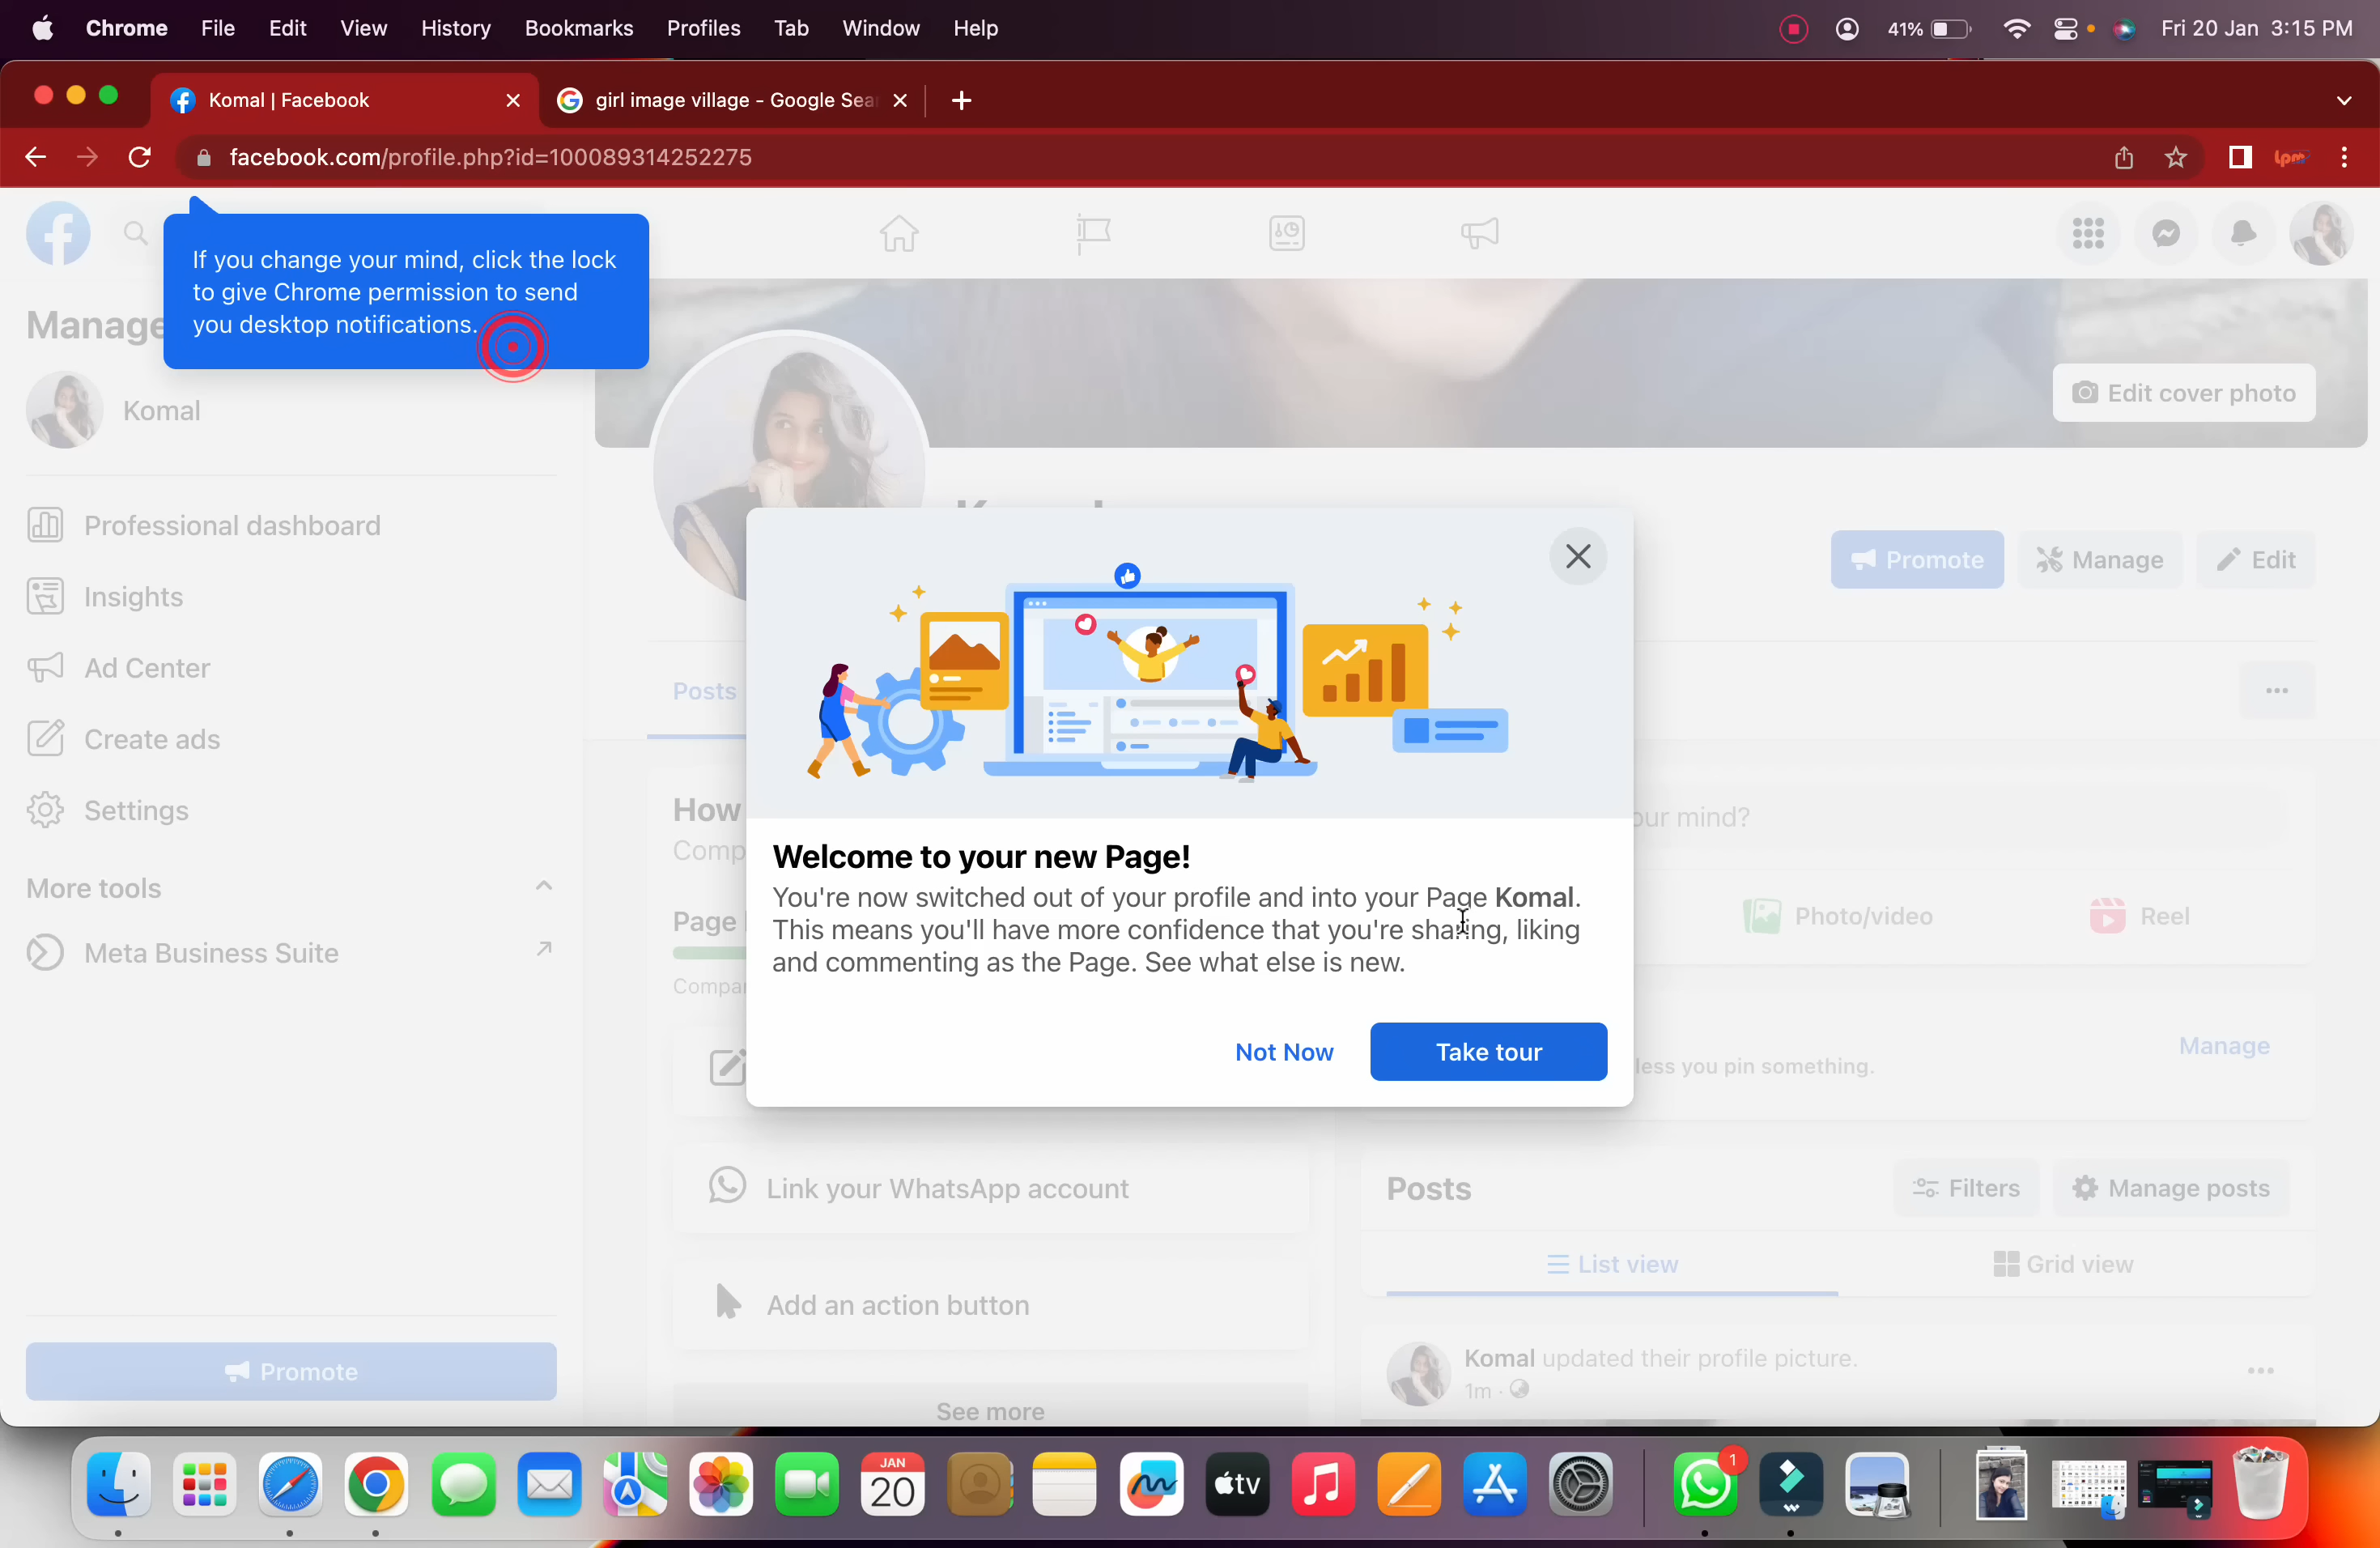 Chrome File Edit View History Bookmarks Profiles Tab Window Help 41% Fri 20 Jan 3:15 PM
Komal | Facebook girl image village - Google Sea
facebook.com/profile.php?id=100089314252275
If you change your mind, click the lock
to give Chrome permission to send
you desktop notifications.
Manage
Komal
Edit cover photo
Professional dashboard
Insights
Ad Center
Create ads
Settings
More tools
Meta Business Suite
Promote
Promote Manage Edit
Posts
How
Comp
Page
Compar
Link your WhatsApp account
Add an action button
See more
Welcome to your new Page!
You're now switched out of your profile and into your Page Komal.
This means you'll have more confidence that you're sharing, liking
and commenting as the Page. See what else is new.
Not Now Take tour
our mind?
Photo/video Reel
Manage
less you pin something.
Posts Filters Manage posts
List view Grid view
Komal updated their profile picture.
1m ·
JAN
20
tv
1